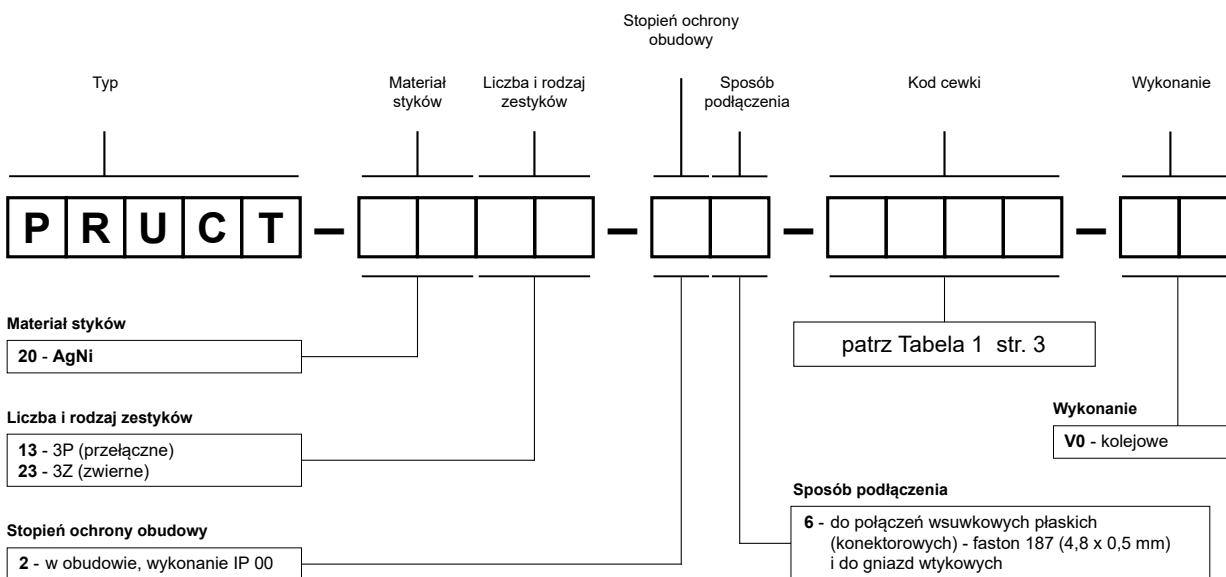 Stopień ochrony
obudowy
Typ
Materiał
styków
Liczba i rodzaj
zestyków
Sposób
podłączenia
Kod cewki
Wykonanie
P R U C T – – – –
Materiał styków
20 - AgNi
patrz Tabela 1 str. 3
Liczba i rodzaj zestyków
13 - 3P (przełączne)
23 - 3Z (zwierne)
Wykonanie
V0 - kolejowe
Stopień ochrony obudowy
2 - w obudowie, wykonanie IP 00
Sposób podłączenia
6 - do połączeń wsuwkowych płaskich
(konektorowych) - faston 187 (4,8 x 0,5 mm)
i do gniazd wtykowych